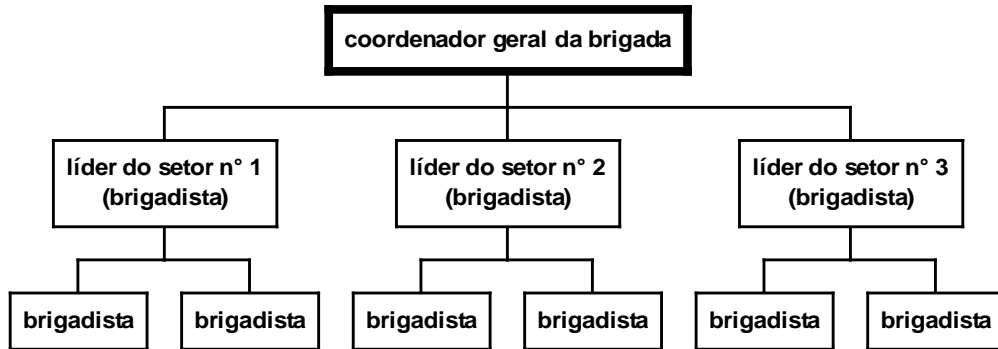 coordenador geral da brigada
líder do setor n° 1
(brigadista)
líder do setor n° 2
(brigadista)
líder do setor n° 3
(brigadista)
brigadista
brigadista
brigadista
brigadista
brigadista
brigadista